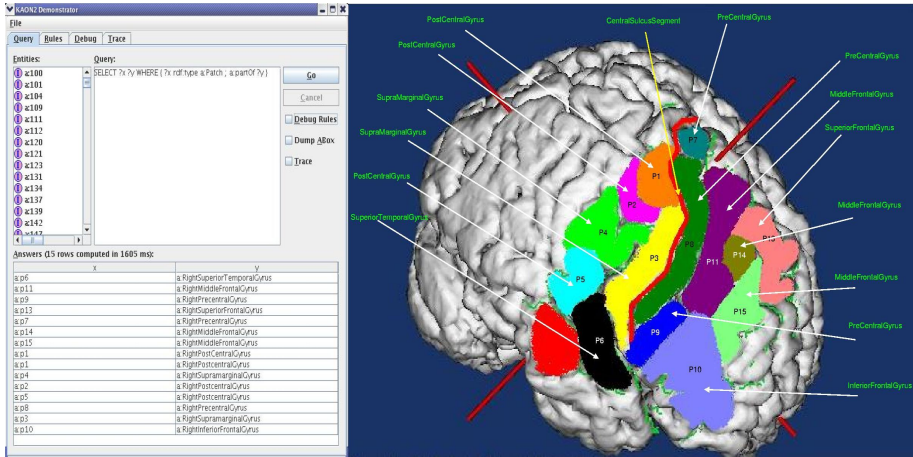 KAON2 Demonstrator
File
Query Rules Debug Trace
Entities:
a:100
a:101
a:104
a:109
a:111
a:112
a:120
a:121
a:123
a:131
a:134
a:137
a:139
a:142
a:147
Query:
SELECT ?x ?y WHERE { ?x rdf:type a:Patch ; a:partOf ?y }
Go
Cancel
Debug Rules
Dump ABox
Trace
Answers (15 rows computed in 1605 ms):
x y
a:p6 a:RightSuperiorTemporalGyrus
a:p11 a:RightMiddleFrontalGyrus
a:p9 a:RightPrecentralGyrus
a:p13 a:RightSuperiorFrontalGyrus
a:p7 a:RightPrecentralGyrus
a:p14 a:RightMiddleFrontalGyrus
a:p15 a:RightMiddleFrontalGyrus
a:p1 a:RightPostCentralGyrus
a:p1 a:RightPostcentralGyrus
a:p4 a:RightSupramarginalGyrus
a:p2 a:RightPostcentralGyrus
a:p5 a:RightPostcentralGyrus
a:p8 a:RightPrecentralGyrus
a:p3 a:RightSupramarginalGyrus
a:p10 a:RightInferiorFrontalGyrus
PostCentralGyrus
CentralSulcusSegment
PreCentralGyrus
PostCentralGyrus
PreCentralGyrus
SupraMarginalGyrus
MiddleFrontalGyrus
SupraMarginalGyrus
SuperiorFrontalGyrus
PostCentralGyrus
MiddleFrontalGyrus
SuperiorTemporalGyrus
MiddleFrontalGyrus
PreCentralGyrus
InferiorFrontalGyrus
P7
P1
P2
P4
P8
P13
P3
P11
P14
P5
P15
P9
P6
P10